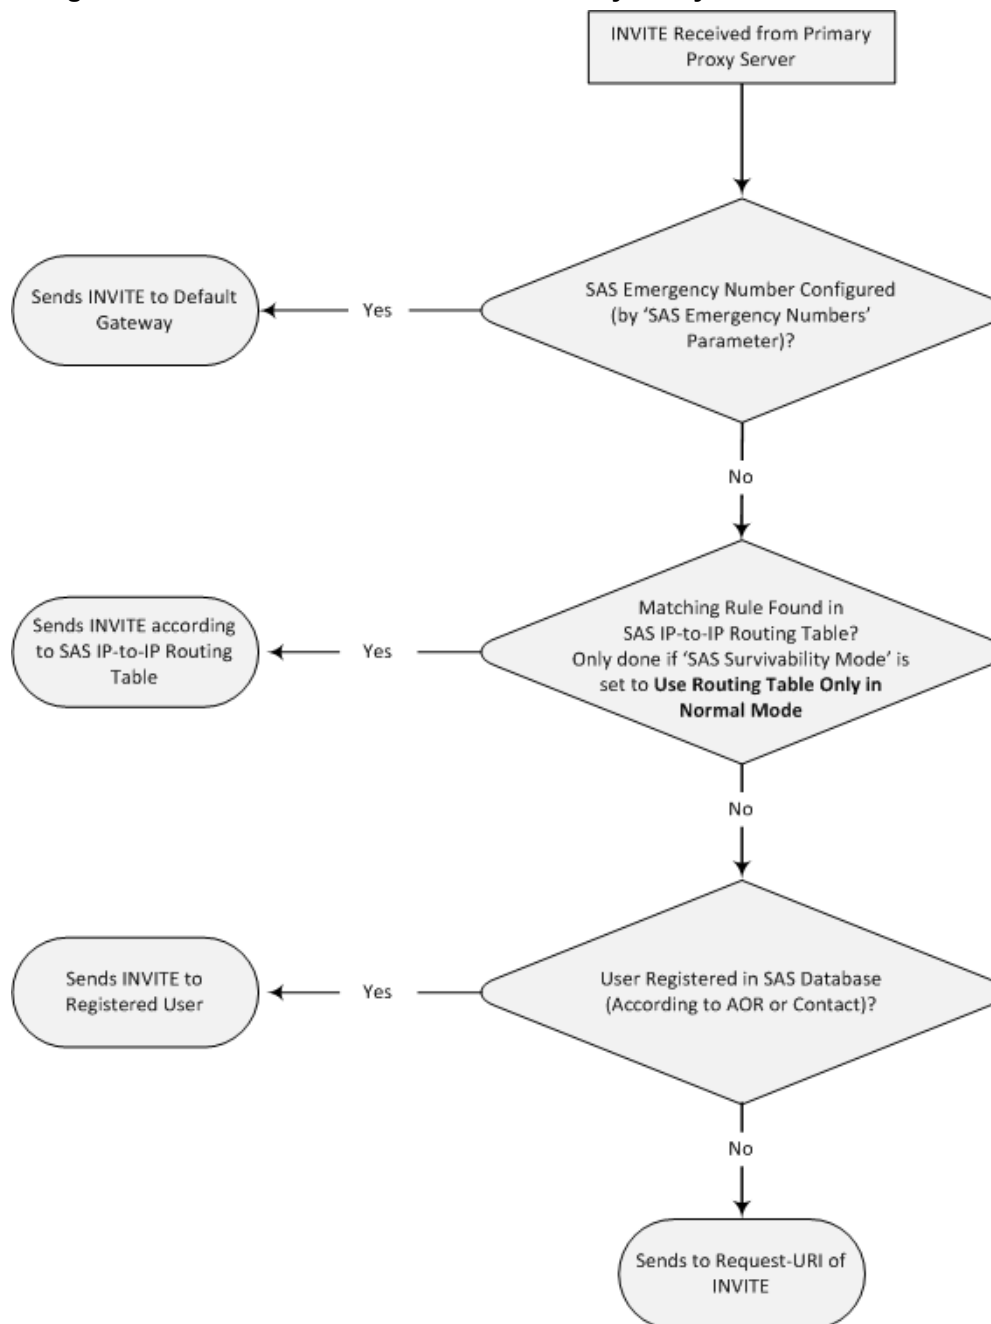 INVITE Received from Primary
Proxy Server
SAS Emergency Number Configured
(by ‘SAS Emergency Numbers’
Parameter)?
Yes
Sends INVITE to Default
Gateway
No
Matching Rule Found in
SAS IP-to-IP Routing Table?
Only done if ‘SAS Survivability Mode’ is
set to Use Routing Table Only in
Normal Mode
Yes
Sends INVITE according
to SAS IP-to-IP Routing
Table
No
User Registered in SAS Database
(According to AOR or Contact)?
Yes
Sends INVITE to
Registered User
No
Sends to Request-URI of
INVITE